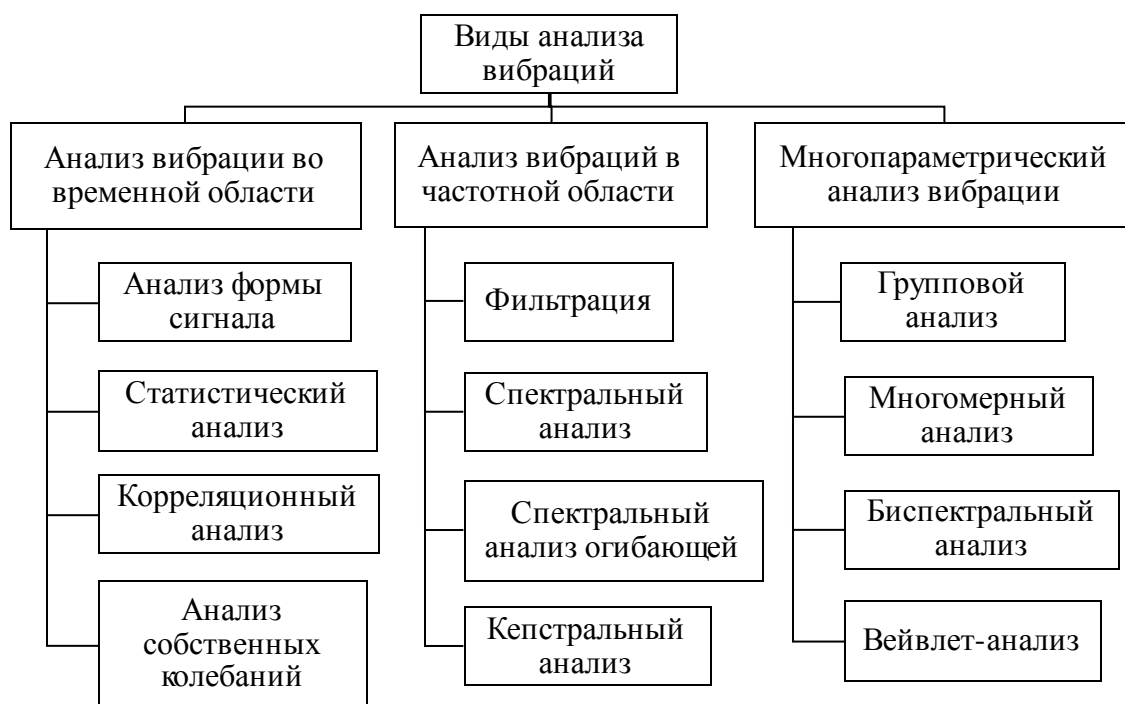 Виды анализа
вибраций
Анализ вибрации во
временной области
Анализ формы
сигнала
Статистический
анализ
Корреляционный
анализ
Анализ
собственных
колебаний
Анализ вибраций в
частотной области
Фильтрация
Спектральный
анализ
Спектральный
анализ огибающей
Кепстральный
анализ
Многопараметрический
анализ вибрации
Групповой
анализ
Многомерный
анализ
Биспектральный
анализ
Вейвлет-анализ